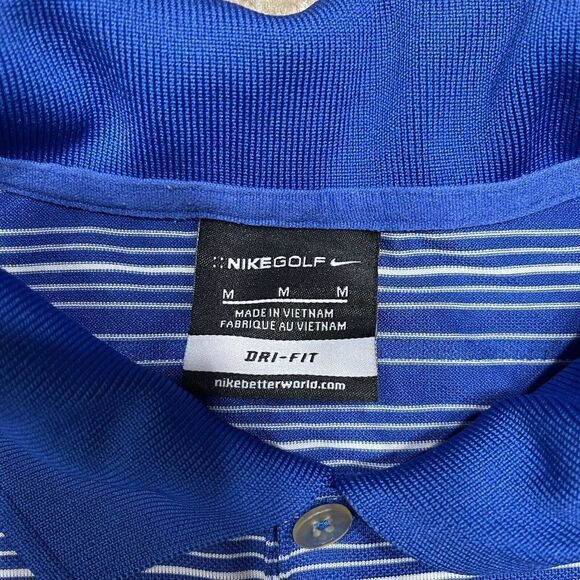 NIKEGOLF
M M M
MADE IN VIETNAM
FABRIQUE AU VIETNAM
DRI-FIT
nikebetterworld.com